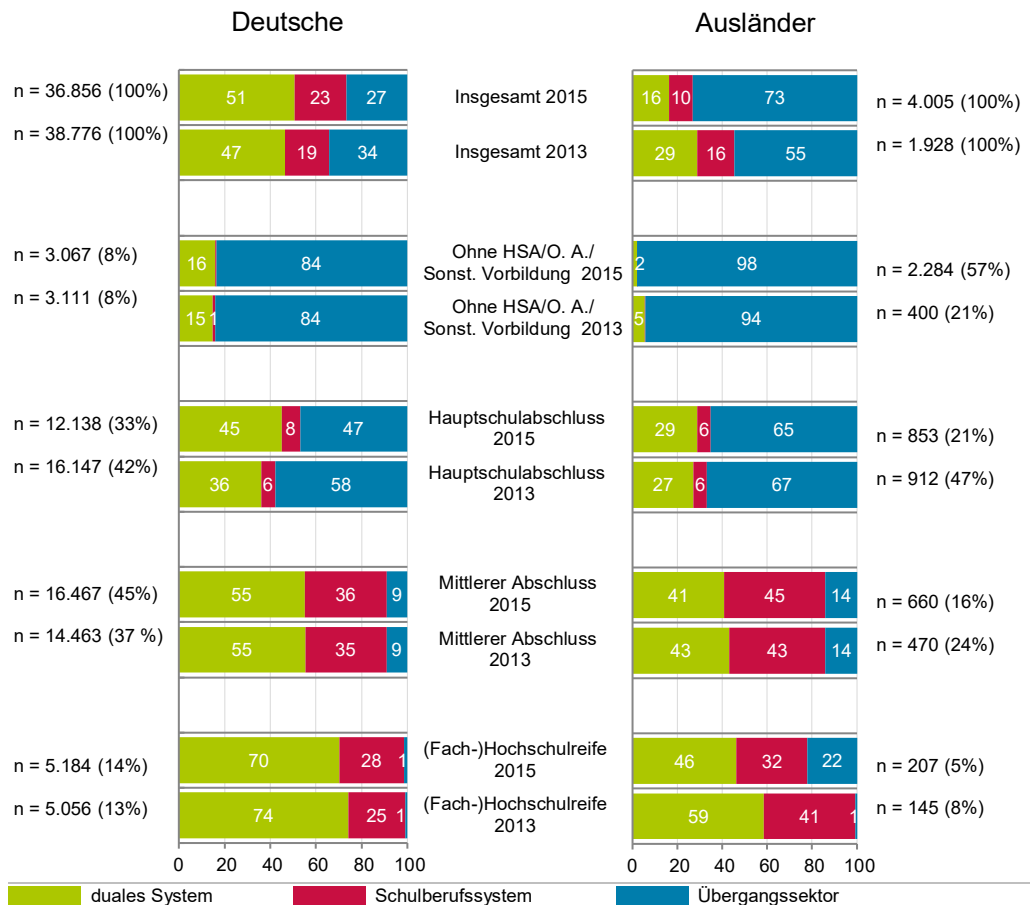 Deutsche
Ausländer
n = 36.856 (100%)
51 23 27
Insgesamt 2015
16 10 73
n = 4.005 (100%)
n = 38.776 (100%)
47 19 34
Insgesamt 2013
29 16 55
n = 1.928 (100%)
n = 3.067 (8%)
16 84
Ohne HSA/O. A./
Sonst. Vorbildung 2015
2 98
n = 2.284 (57%)
n = 3.111 (8%)
15 1 84
Ohne HSA/O. A./
Sonst. Vorbildung 2013
5 94
n = 400 (21%)
n = 12.138 (33%)
45 8 47
Hauptschulabschluss
2015
29 6 65
n = 853 (21%)
n = 16.147 (42%)
36 6 58
Hauptschulabschluss
2013
27 6 67
n = 912 (47%)
n = 16.467 (45%)
55 36 9
Mittlerer Abschluss
2015
41 45 14
n = 660 (16%)
n = 14.463 (37 %)
55 35 9
Mittlerer Abschluss
2013
43 43 14
n = 470 (24%)
n = 5.184 (14%)
70 28 1
(Fach-)Hochschulreife
2015
46 32 22
n = 207 (5%)
n = 5.056 (13%)
74 25 1
(Fach-)Hochschulreife
2013
59 41 1
n = 145 (8%)
0 20 40 60 80 100
0 20 40 60 80 100
duales System
Schulberufssystem
Übergangssektor